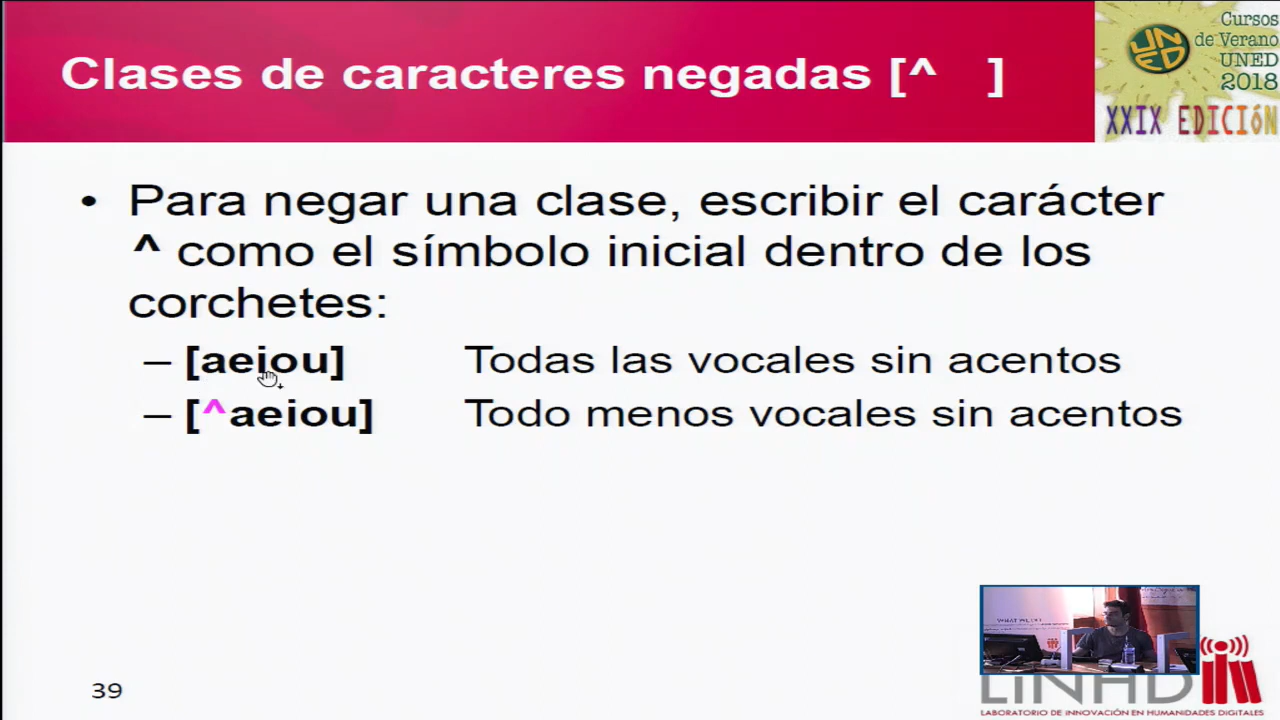 Clases de caracteres negadas [^ ]
Cursos
de Verano
UNED
2018
XXIX EDICIÓN
• Para negar una clase, escribir el carácter
^ como el símbolo inicial dentro de los
corchetes:
– [aeiou] Todas las vocales sin acentos
– [^aeiou] Todo menos vocales sin acentos
39
LINHD
LABORATORIO DE INNOVACIÓN EN HUMANIDADES DIGITALES